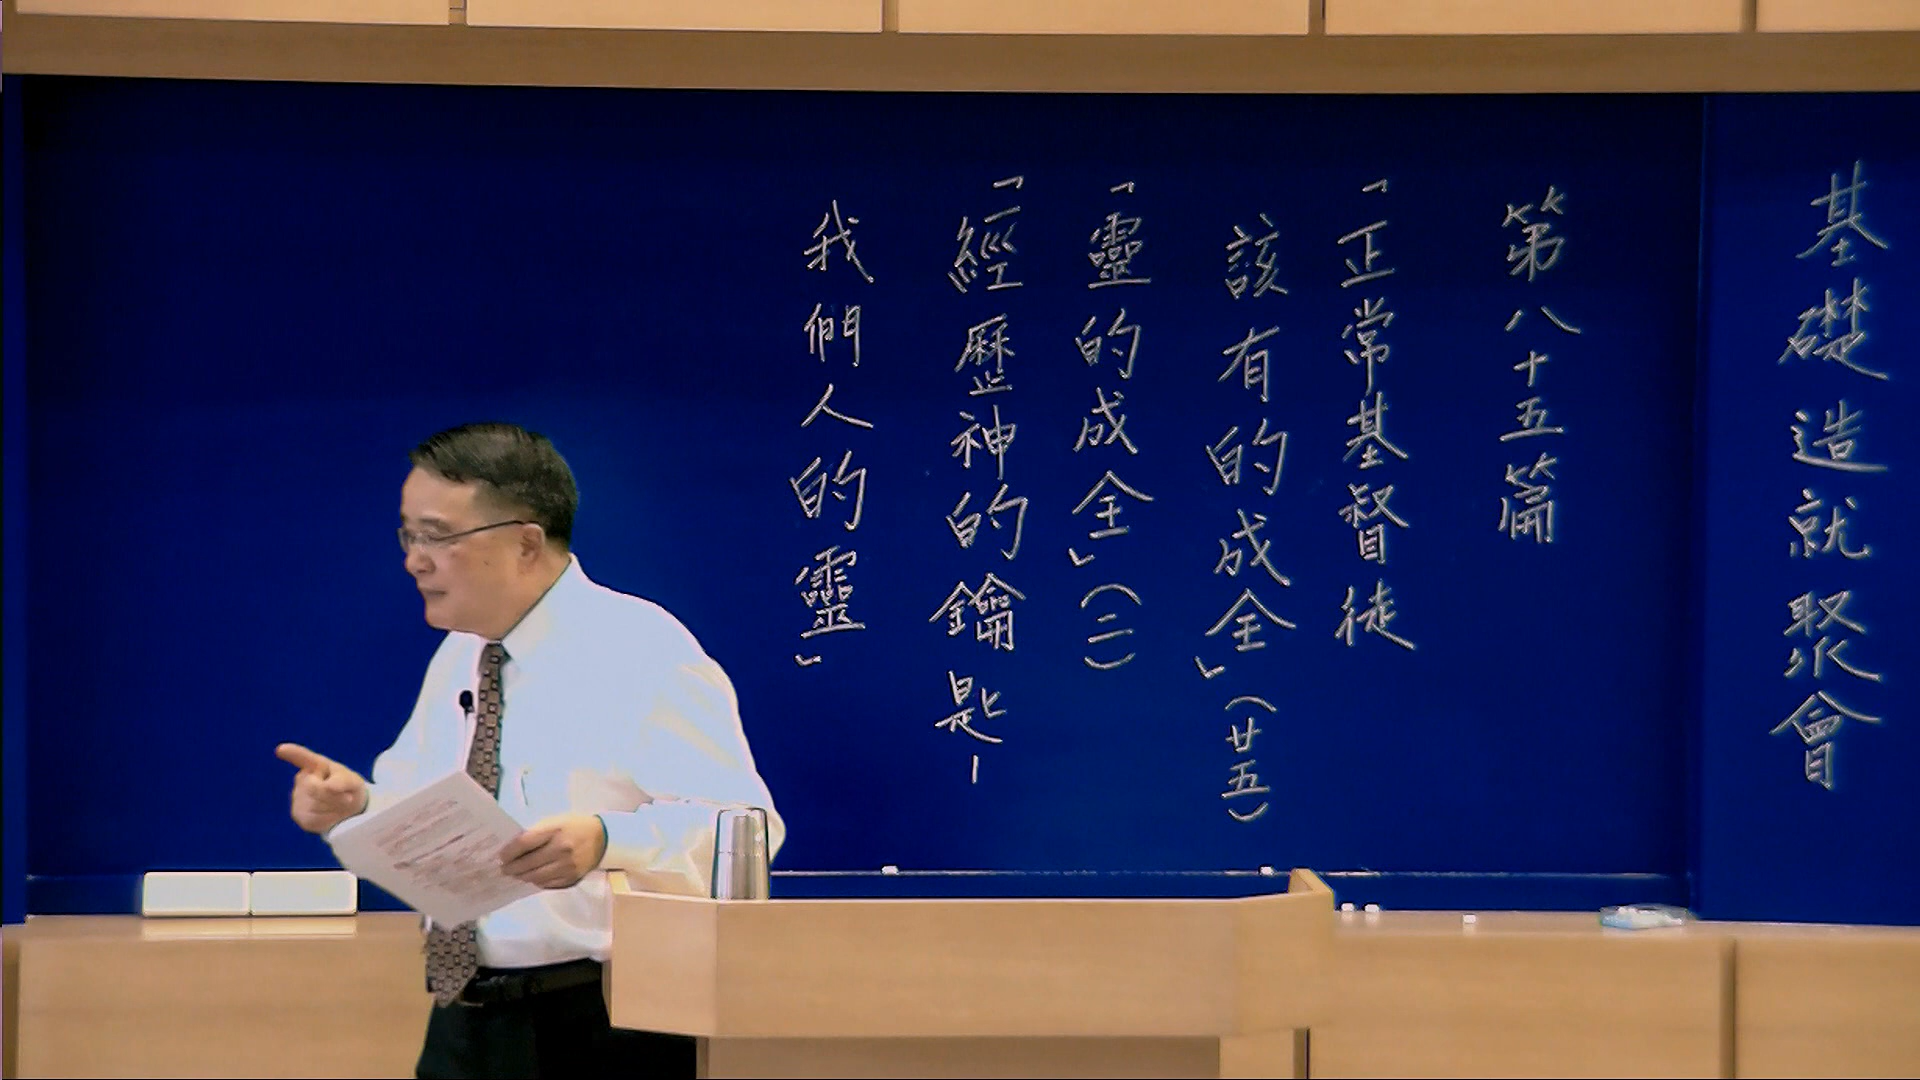 基礎造就聚會
第八十五篇
「正常基督徒
該有的成全」(廿五)
「靈的成全」(二)
「經歷神的鑰匙—
我們人的靈」